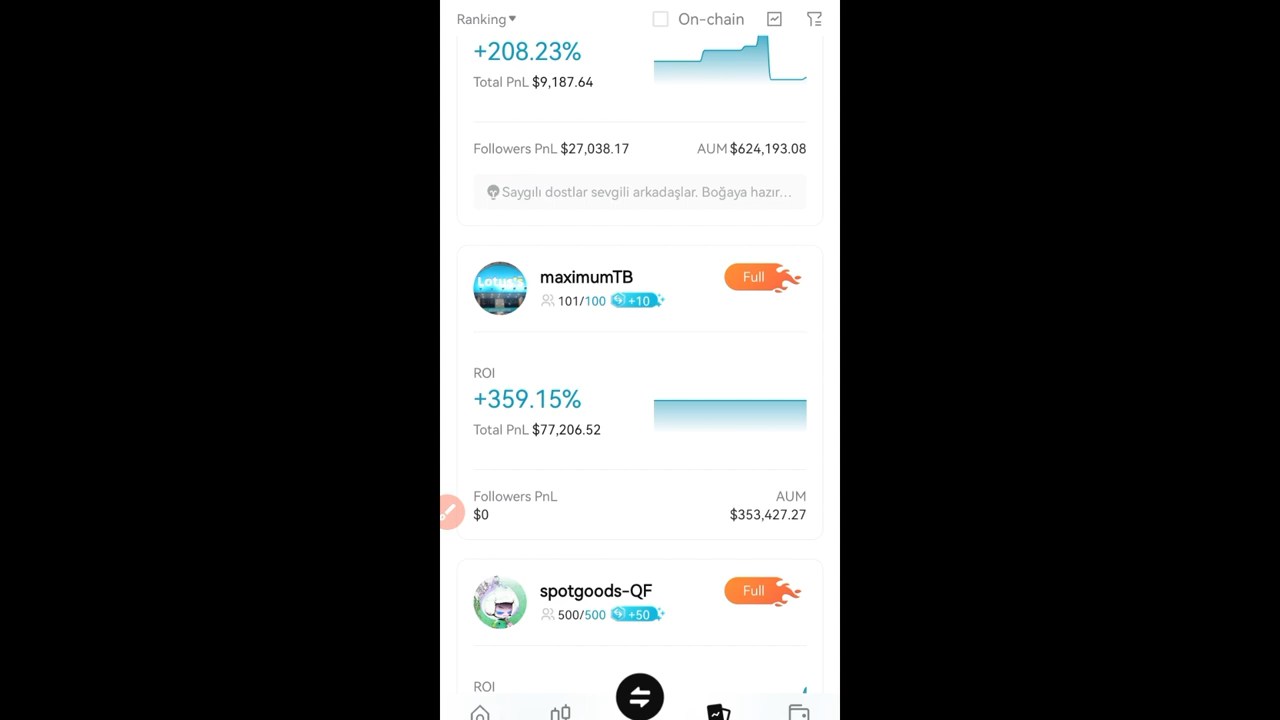 Ranking
On-chain
+208.23%
Total PnL $9,187.64
Followers PnL $27,038.17
AUM $624,193.08
Saygılı dostlar sevgili arkadaşlar. Boğaya hazır...
Lotus's
maximumTB
Full
101/100 +10
ROI
+359.15%
Total PnL $77,206.52
Followers PnL
AUM
$0
$353,427.27
spotgoods-QF
Full
500/500 +50
ROI